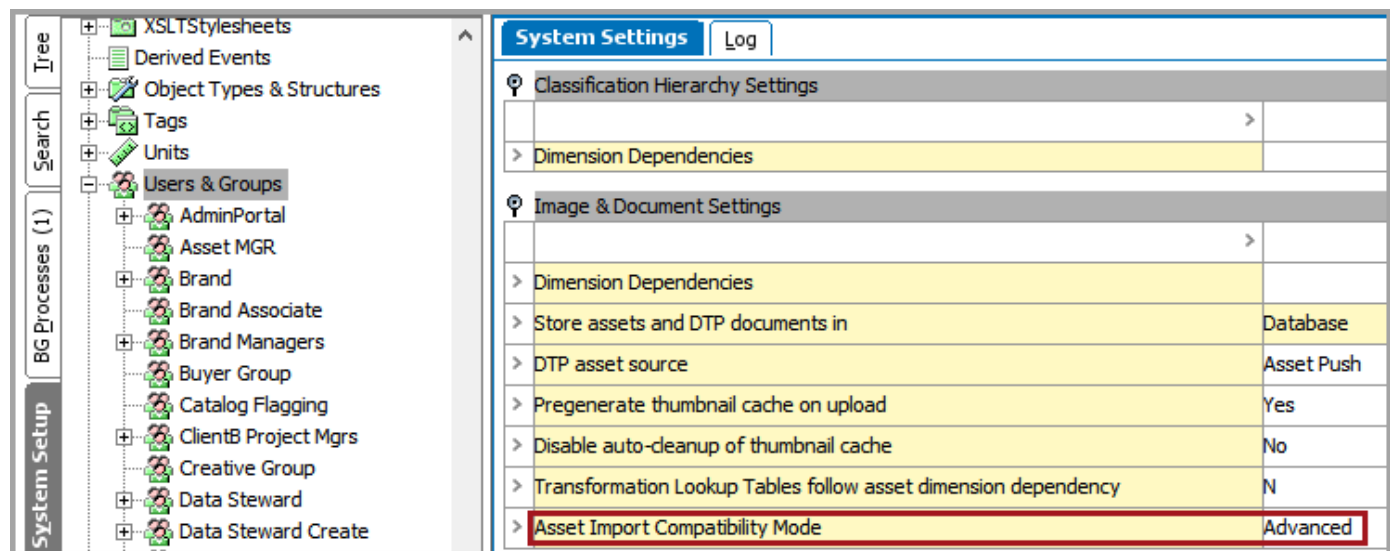 Tree
Search
BG Processes (1)
System Setup
XSLTStylesheets
Derived Events
Object Types & Structures
Tags
Units
Users & Groups
AdminPortal
Asset MGR
Brand
Brand Associate
Brand Managers
Buyer Group
Catalog Flagging
ClientB Project Mgrs
Creative Group
Data Steward
Data Steward Create
System Settings Log
Classification Hierarchy Settings
>
> Dimension Dependencies
Image & Document Settings
>
> Dimension Dependencies
> Store assets and DTP documents in Database
> DTP asset source Asset Push
> Pregenerate thumbnail cache on upload Yes
> Disable auto-cleanup of thumbnail cache No
> Transformation Lookup Tables follow asset dimension dependency N
> Asset Import Compatibility Mode Advanced